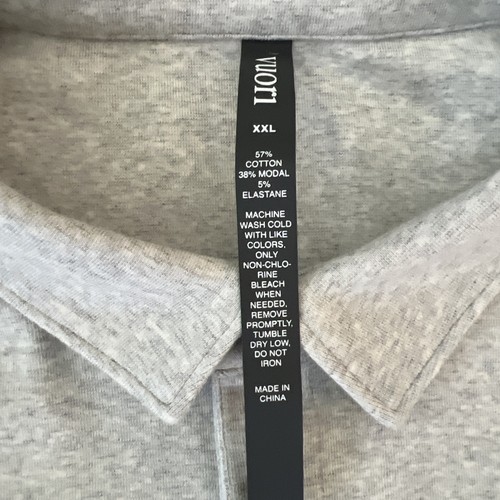 vuori
XXL
57%
COTTON
38% MODAL
5%
ELASTANE
MACHINE
WASH COLD
WITH LIKE
COLORS.
ONLY
NON-CHLO-
RINE
BLEACH
WHEN
NEEDED.
REMOVE
PROMPTLY.
TUMBLE
DRY LOW,
DO NOT
IRON
MADE IN
CHINA